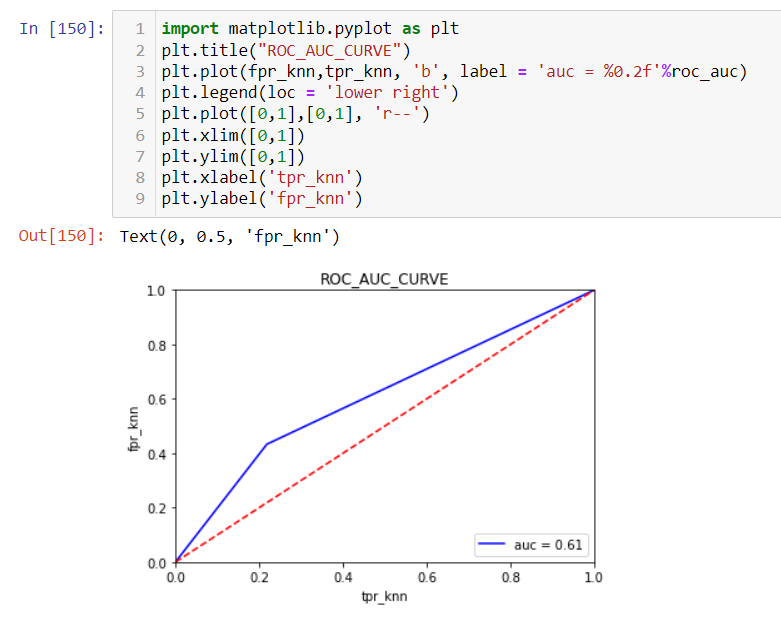 In [150]:
1 import matplotlib.pyplot as plt
2 plt.title("ROC_AUC_CURVE")
3 plt.plot(fpr_knn,tpr_knn, 'b', label = 'auc = %0.2f'%roc_auc)
4 plt.legend(loc = 'lower right')
5 plt.plot([0,1],[0,1], 'r--')
6 plt.xlim([0,1])
7 plt.ylim([0,1])
8 plt.xlabel('tpr_knn')
9 plt.ylabel('fpr_knn')
Out[150]: Text(0, 0.5, 'fpr_knn')
ROC_AUC_CURVE
1.0
0.8
0.6
fpr_knn
0.4
0.2
0.0
auc = 0.61
0.0 0.2 0.4 0.6 0.8 1.0
tpr_knn